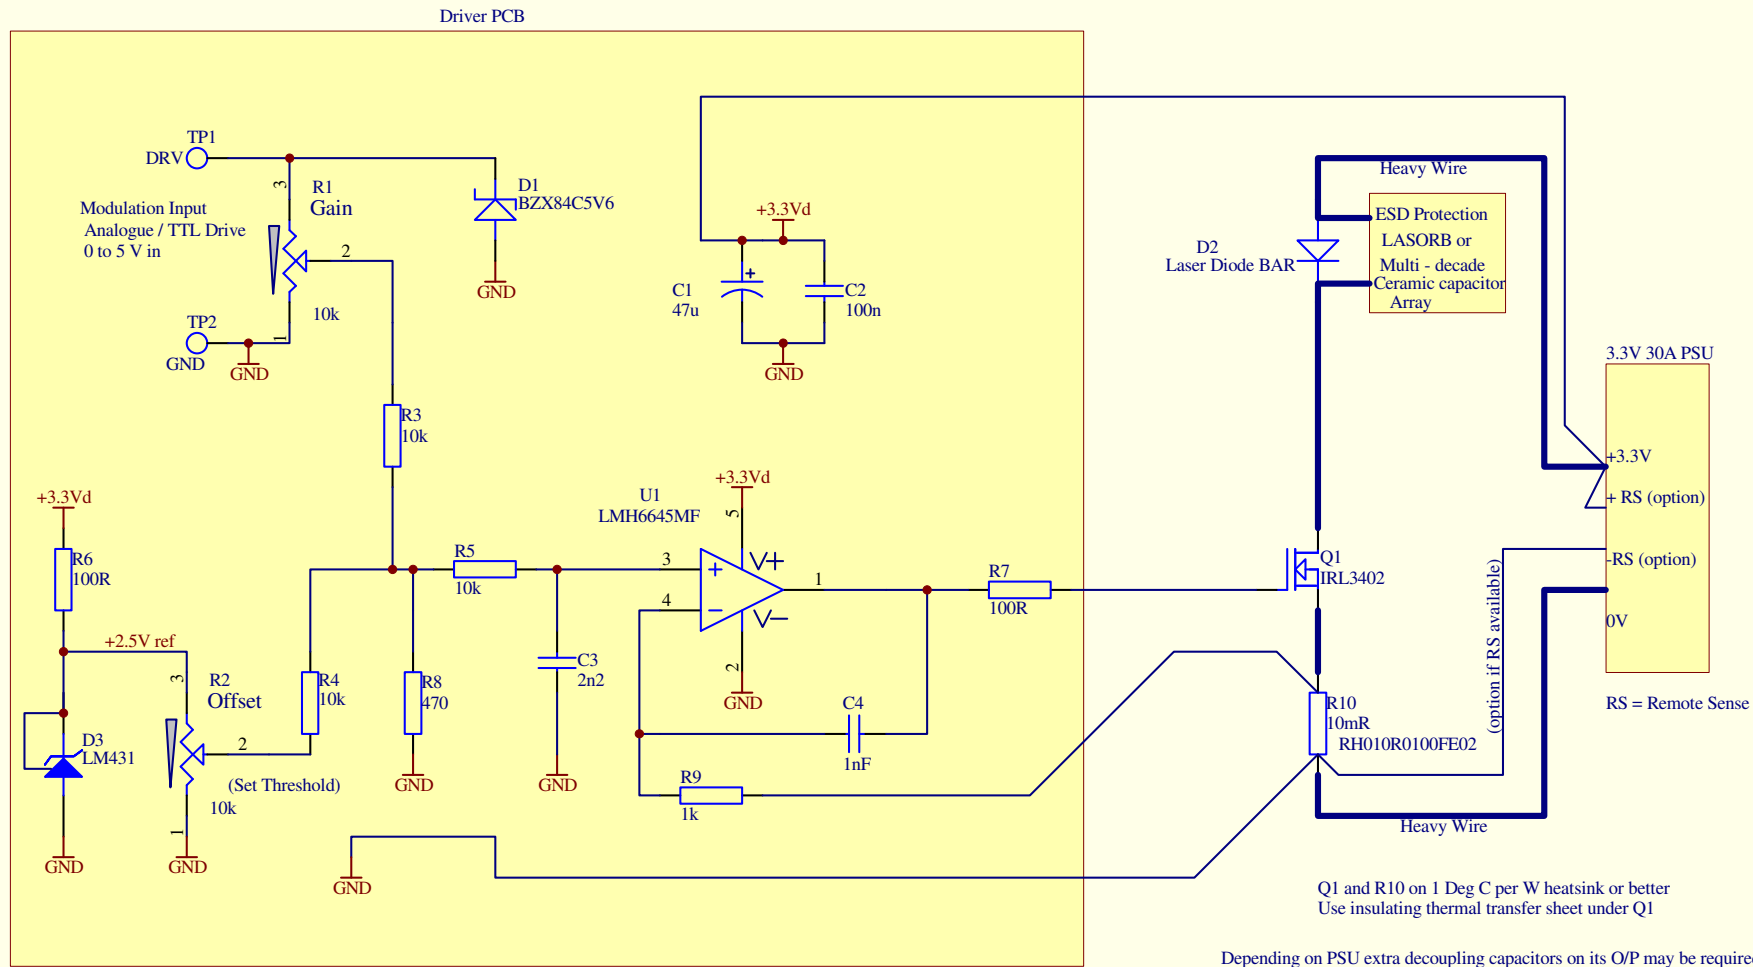 Driver PCB
TP1
DRV
3
R1
Gain
D1
BZX84C5V6
Modulation Input
Analogue / TTL Drive
0 to 5 V in
2
10k
1
TP2
GND
GND
GND
+3.3Vd
+
C1
47u
C2
100n
GND
Heavy Wire
ESD Protection
LASORB or
Multi - decade
Ceramic capacitor
Array
D2
Laser Diode BAR
3.3V 30A PSU
+3.3V
+ RS (option)
-RS (option)
0V
RS = Remote Sense
(option if RS available)
R3
10k
+3.3Vd
R6
100R
+2.5V ref
3
R2
Offset
2
(Set Threshold)
10k
1
D3
LM431
GND
GND
R4
10k
R8
470
GND
R5
10k
C3
2n2
GND
+3.3Vd
U1
LMH6645MF
5
3
4
+
−
V+
V−
1
2
GND
C4
1nF
R9
1k
R7
100R
Q1
IRL3402
R10
10mR
RH010R0100FE02
Heavy Wire
GND
Q1 and R10 on 1 Deg C per W heatsink or better
Use insulating thermal transfer sheet under Q1
Depending on PSU extra decoupling capacitors on its O/P may be require